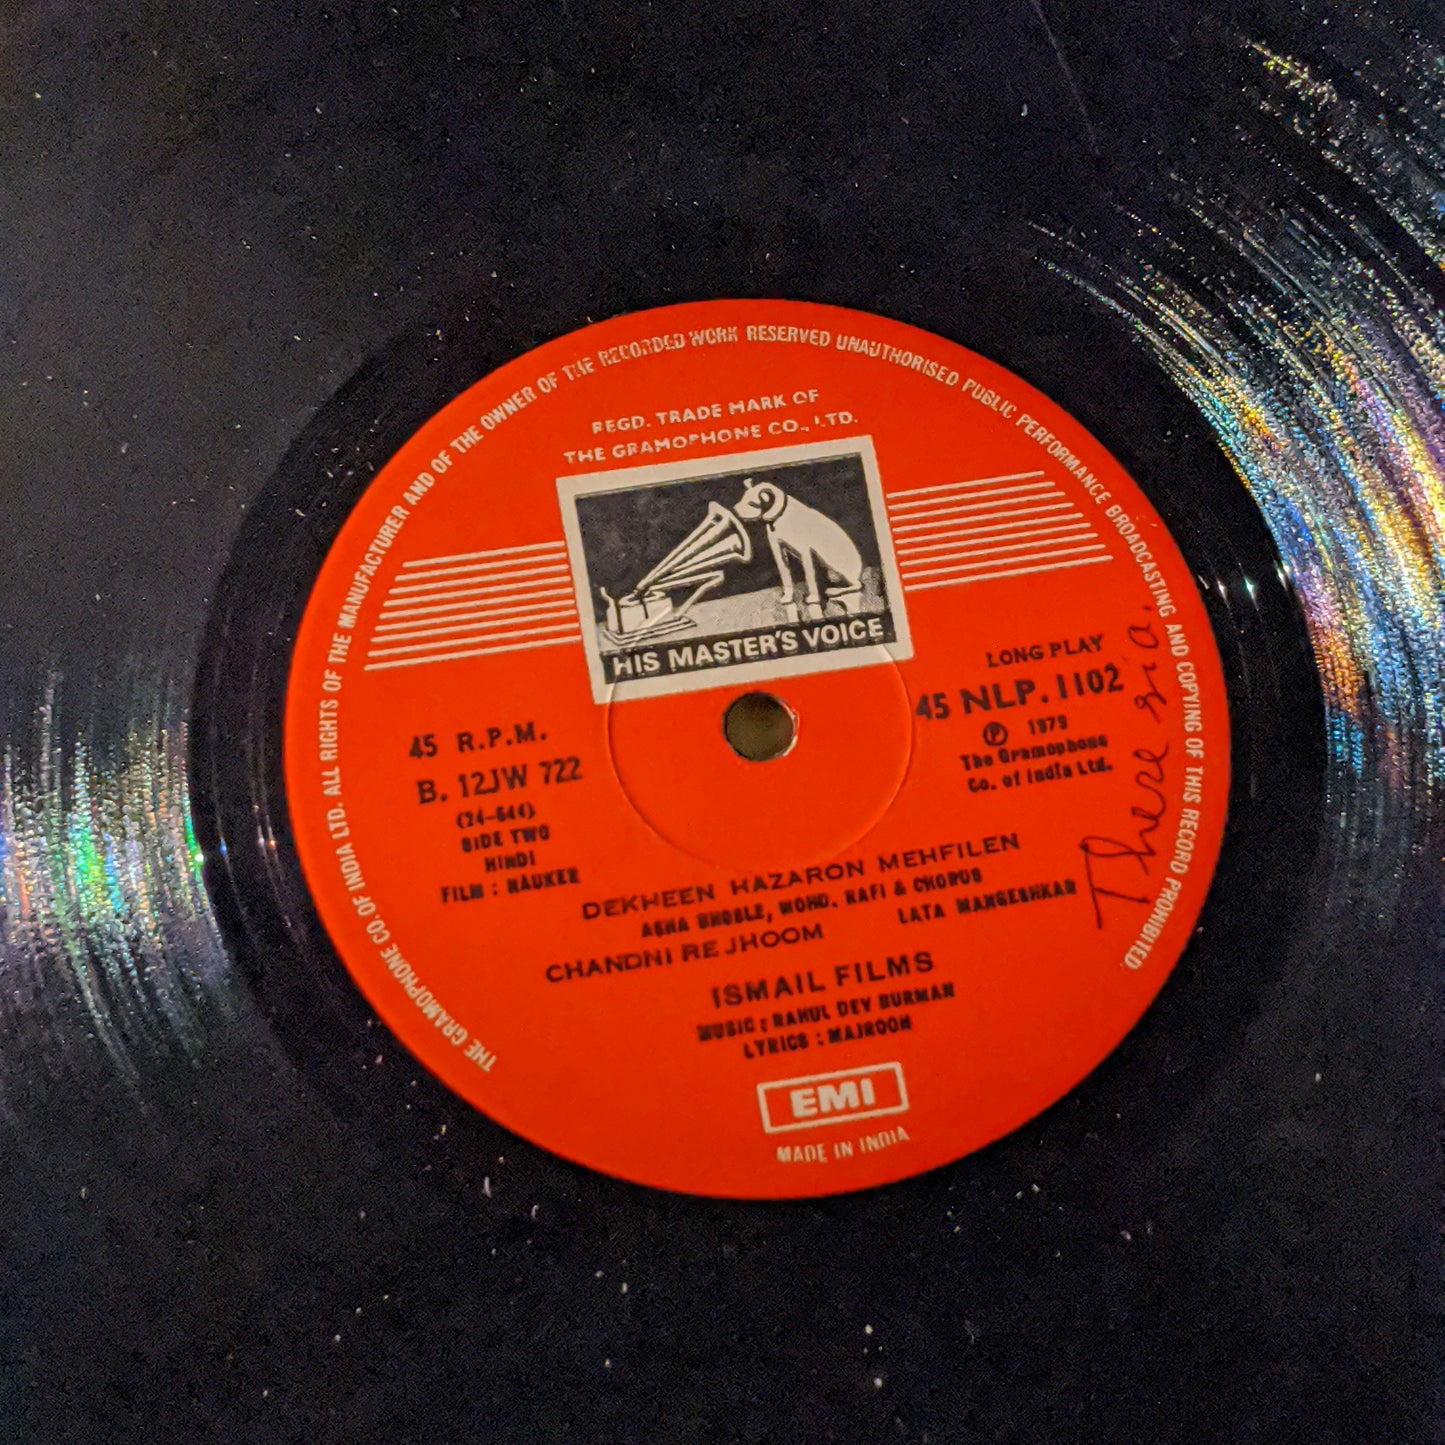 THE GRAMOPHONE CO. OF INDIA LTD. ALL RIGHTS OF THE MANUFACTURER AND OF THE OWNER OF THE RECORDED WORK RESERVED UNAUTHORISED PUBLIC PERFORMANCE BROADCASTING AND COPYING OF THIS RECORD PROHIBITED.
REGD. TRADE MARK OF
THE GRAMOPHONE CO., LTD.
HIS MASTER'S VOICE
LONG PLAY
45 NLP. 1102
Ⓟ 1979
The Gramophone
Co. of India Ltd.
Theresia.
45 R.P.M.
B. 12JW 722
(24-644)
SIDE TWO
HINDI
FILM : NAUKER
DEKHEEN HAZARON MEHFILEN
ASHA BHOSLE, MOHD. RAFI & CHORUS
CHANDNI RE JHOOM LATA MANGESHKAR
ISMAIL FILMS
MUSIC : RAHUL DEV BURMAN
LYRICS : MAJROOH
EMI
MADE IN INDIA